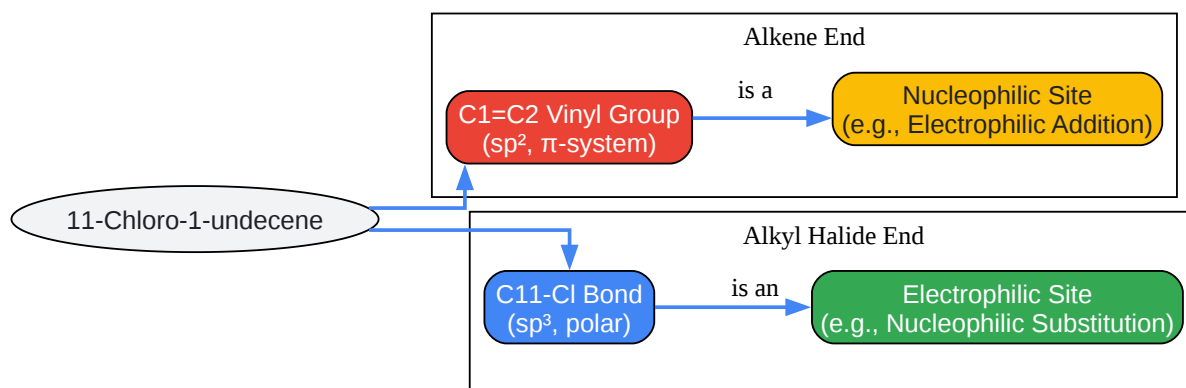 Alkene End
C1=C2 Vinyl Group
(sp², π-system)
is a
Nucleophilic Site
(e.g., Electrophilic Addition)
11-Chloro-1-undecene
Alkyl Halide End
C11-Cl Bond
(sp³, polar)
is an
Electrophilic Site
(e.g., Nucleophilic Substitution)